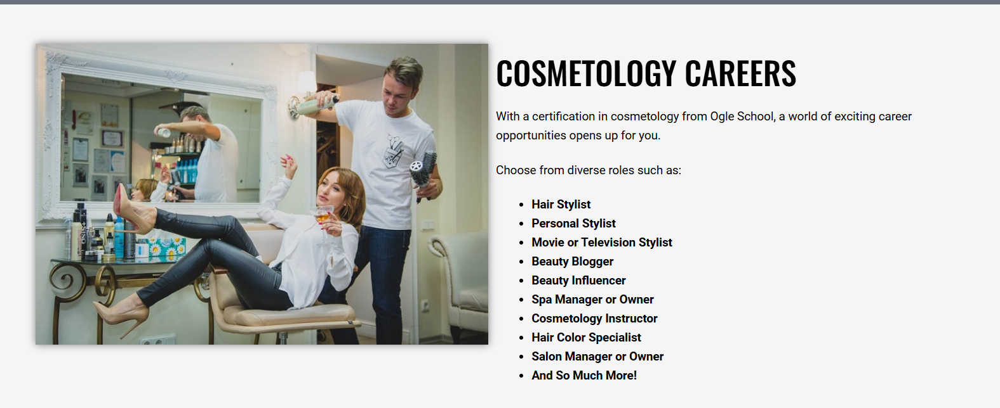 COSMETOLOGY CAREERS
With a certification in cosmetology from Ogle School, a world of exciting career
opportunities opens up for you.
Choose from diverse roles such as:
• Hair Stylist
• Personal Stylist
• Movie or Television Stylist
• Beauty Blogger
• Beauty Influencer
• Spa Manager or Owner
• Cosmetology Instructor
• Hair Color Specialist
• Salon Manager or Owner
• And So Much More!